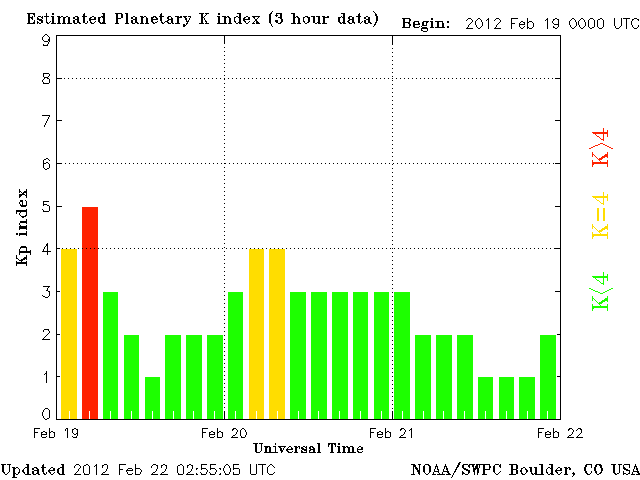 Estimated Planetary K index (3 hour data) Begin: 2012 Feb 19 0000 UTC
9
8
7
6
5
4
3
2
1
0
Kp index
K>4
K=4
K<4
Feb 19 Feb 20 Feb 21 Feb 22
Universal Time
Updated 2012 Feb 22 02:55:05 UTC NOAA/SWPC Boulder, CO USA